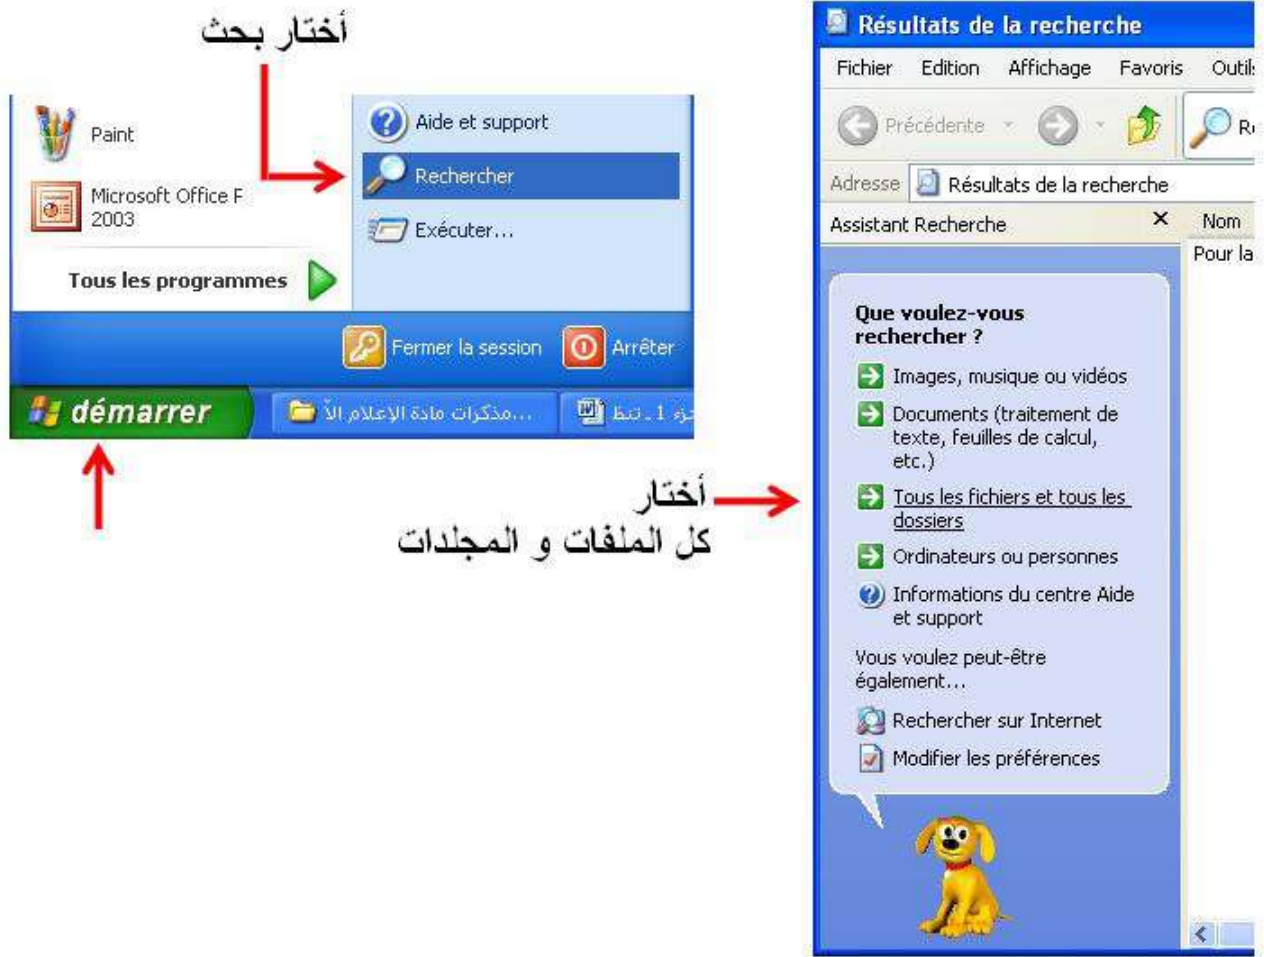 أختار بحث
Paint
Microsoft Office F
2003
Tous les programmes
Aide et support
Rechercher
Exécuter...
Fermer la session
Arrêter
démarrer
مذكرات مادة الإعلام الآ...
جزء 1 ـ تنظ
أختار
كل الملفات و المجلدات
Résultats de la recherche
Fichier Edition Affichage Favoris Outils
Précédente
Adresse Résultats de la recherche
Assistant Recherche
Nom
Pour la
Que voulez-vous
rechercher ?
Images, musique ou vidéos
Documents (traitement de
texte, feuilles de calcul,
etc.)
Tous les fichiers et tous les
dossiers
Ordinateurs ou personnes
Informations du centre Aide
et support
Vous voulez peut-être
également...
Rechercher sur Internet
Modifier les préférences